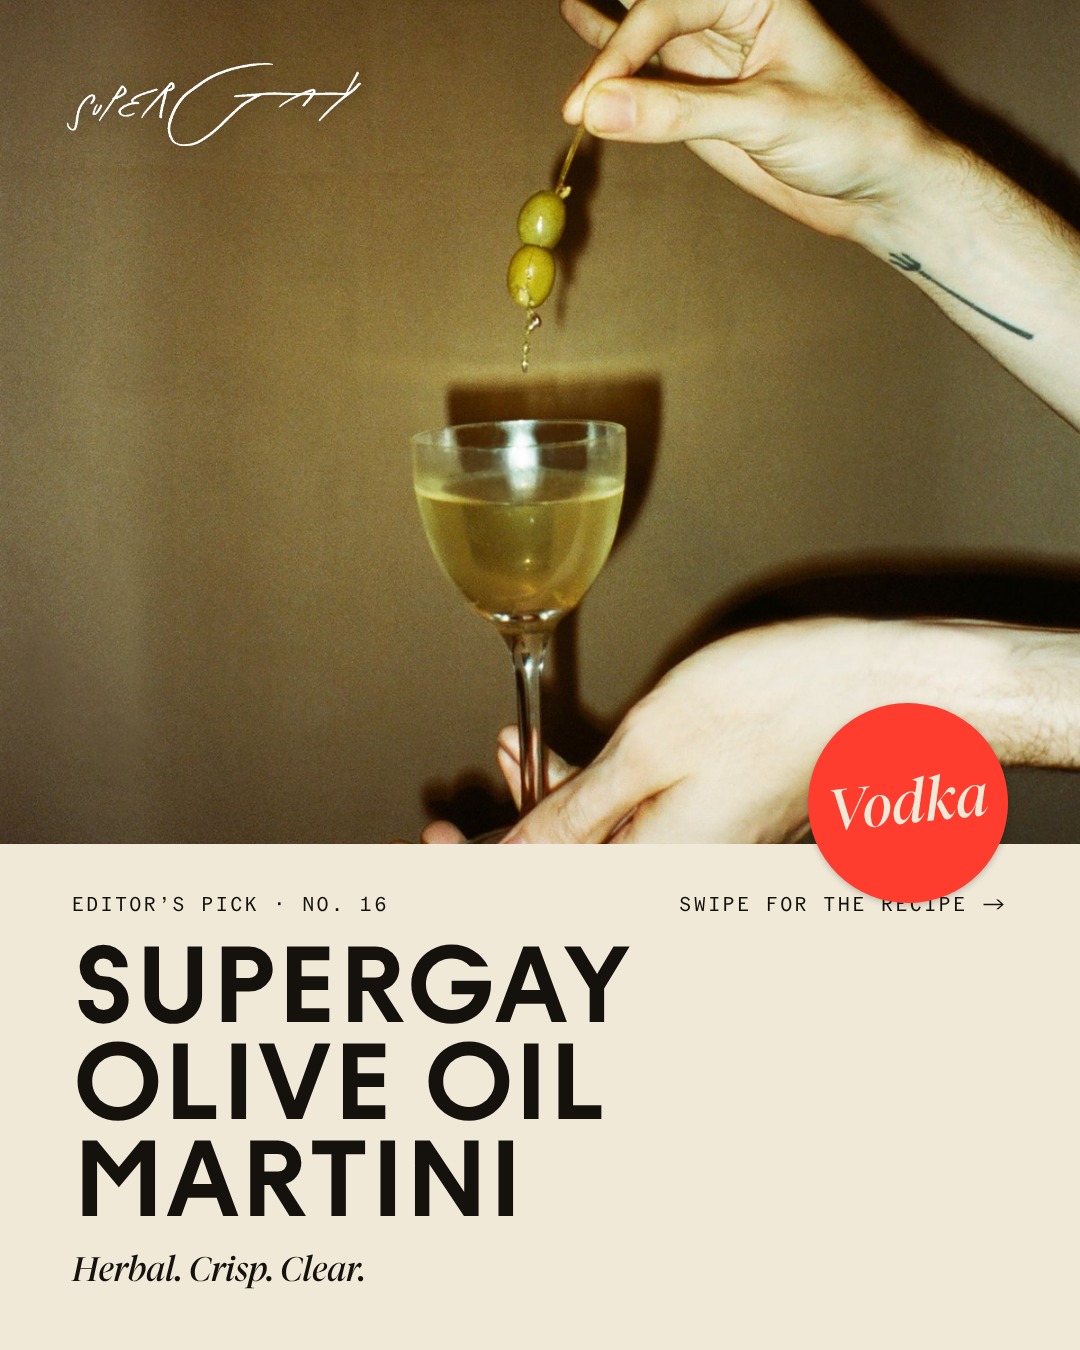 SUPERGAY
Vodka
EDITOR’S PICK · NO. 16
SWIPE FOR THE RECIPE →
SUPERGAY
OLIVE OIL
MARTINI
Herbal. Crisp. Clear.